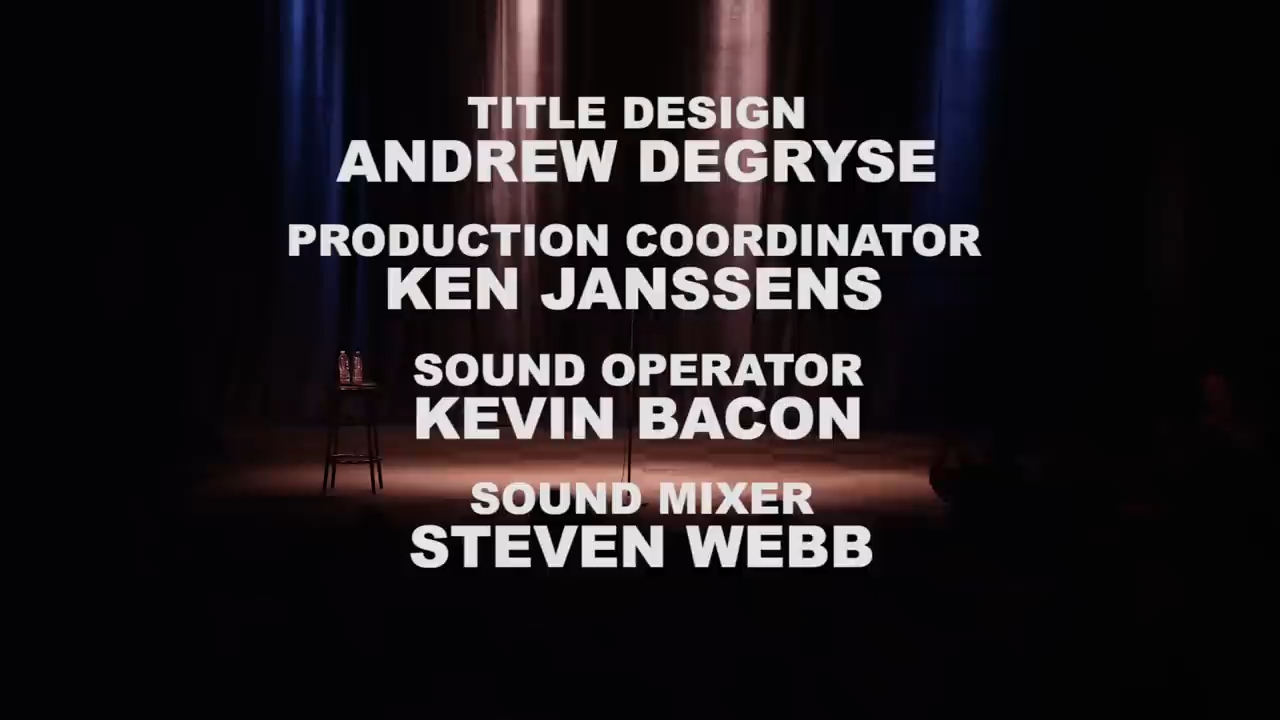 TITLE DESIGN
ANDREW DEGRYSE
PRODUCTION COORDINATOR
KEN JANSSENS
SOUND OPERATOR
KEVIN BACON
SOUND MIXER
STEVEN WEBB